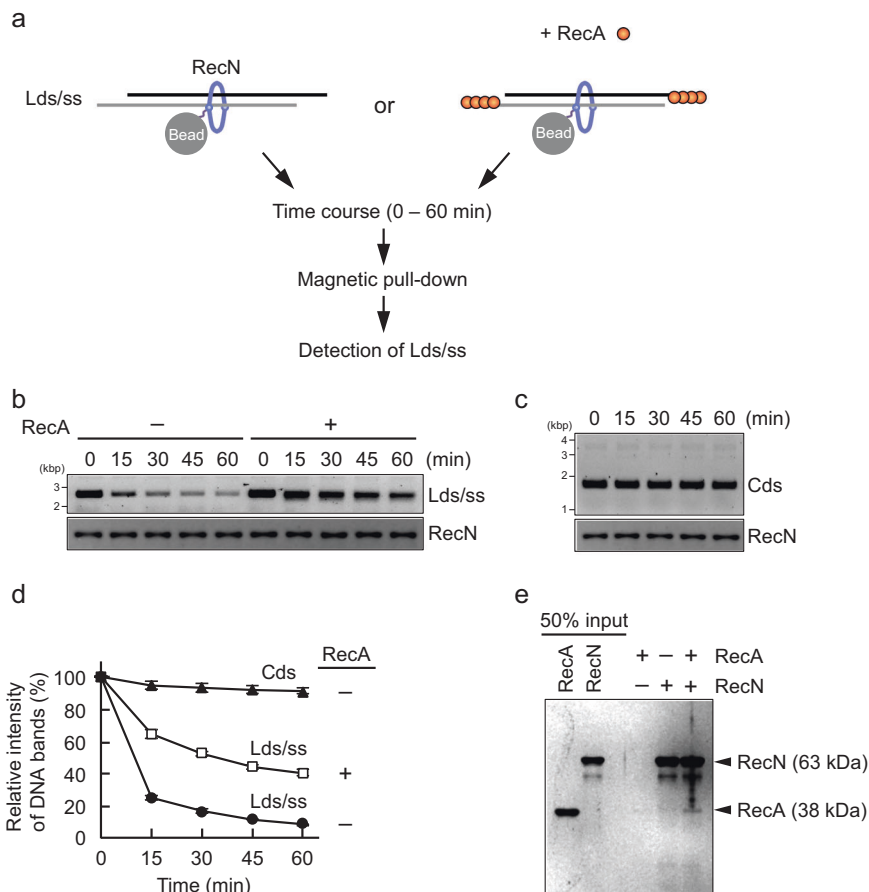 a
+ RecA
RecN
Lds/ss
or
Bead
Bead
Time course (0 – 60 min)
Magnetic pull-down
Detection of Lds/ss
b
RecA – +
0 15 30 45 60 0 15 30 45 60 (min)
(kbp)
3
2
Lds/ss
RecN
c
0 15 30 45 60 (min)
(kbp)
4
3
2
1
Cds
RecN
d
RecA
Relative intensity
of DNA bands (%)
100
80
60
40
20
0
Cds –
Lds/ss +
Lds/ss –
0 15 30 45 60
Time (min)
e
50% input
RecA
RecN
+ – + RecA
– + + RecN
RecN (63 kDa)
RecA (38 kDa)